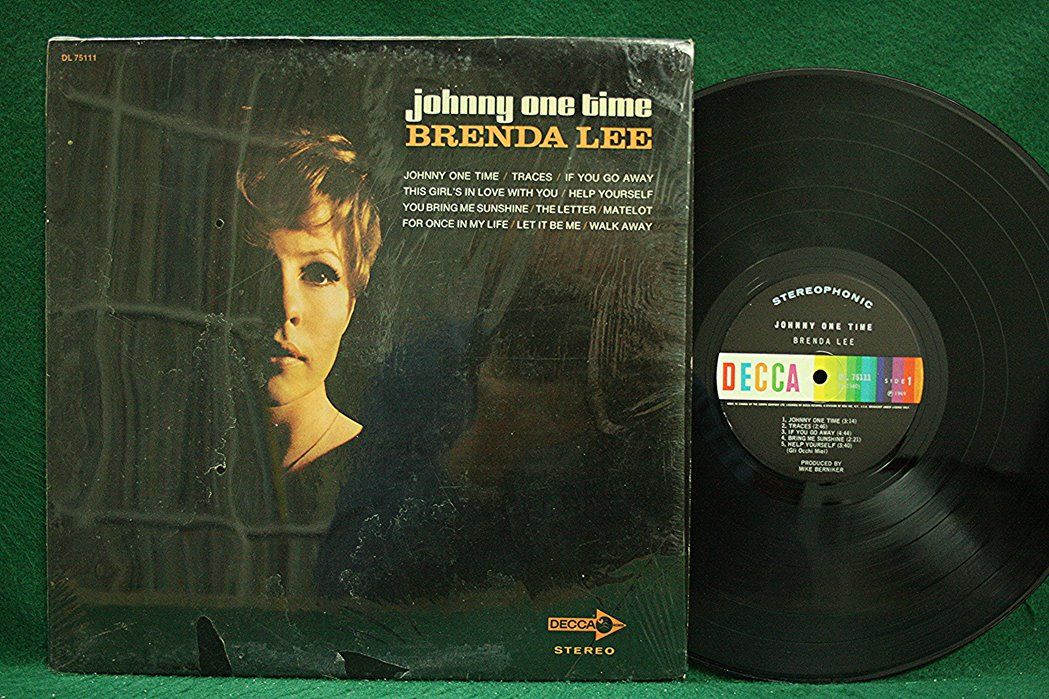 DL 75111
johnny one time
BRENDA LEE
JOHNNY ONE TIME / TRACES / IF YOU GO AWAY
THIS GIRL'S IN LOVE WITH YOU / HELP YOURSELF
YOU BRING ME SUNSHINE / THE LETTER / MATELOT
FOR ONCE IN MY LIFE / LET IT BE ME / WALK AWAY
DECCA
STEREO
STEREOPHONIC
JOHNNY ONE TIME
BRENDA LEE
DECCA
DL 75111
SIDE 1
℗ 1969
1. JOHNNY ONE TIME (3:14)
2. TRACES (2:46)
3. IF YOU GO AWAY (4:44)
4. BRING ME SUNSHINE (2:21)
5. HELP YOURSELF (3:40)
(Gli Occhi Miei)
PRODUCED BY
MIKE BERNIKER